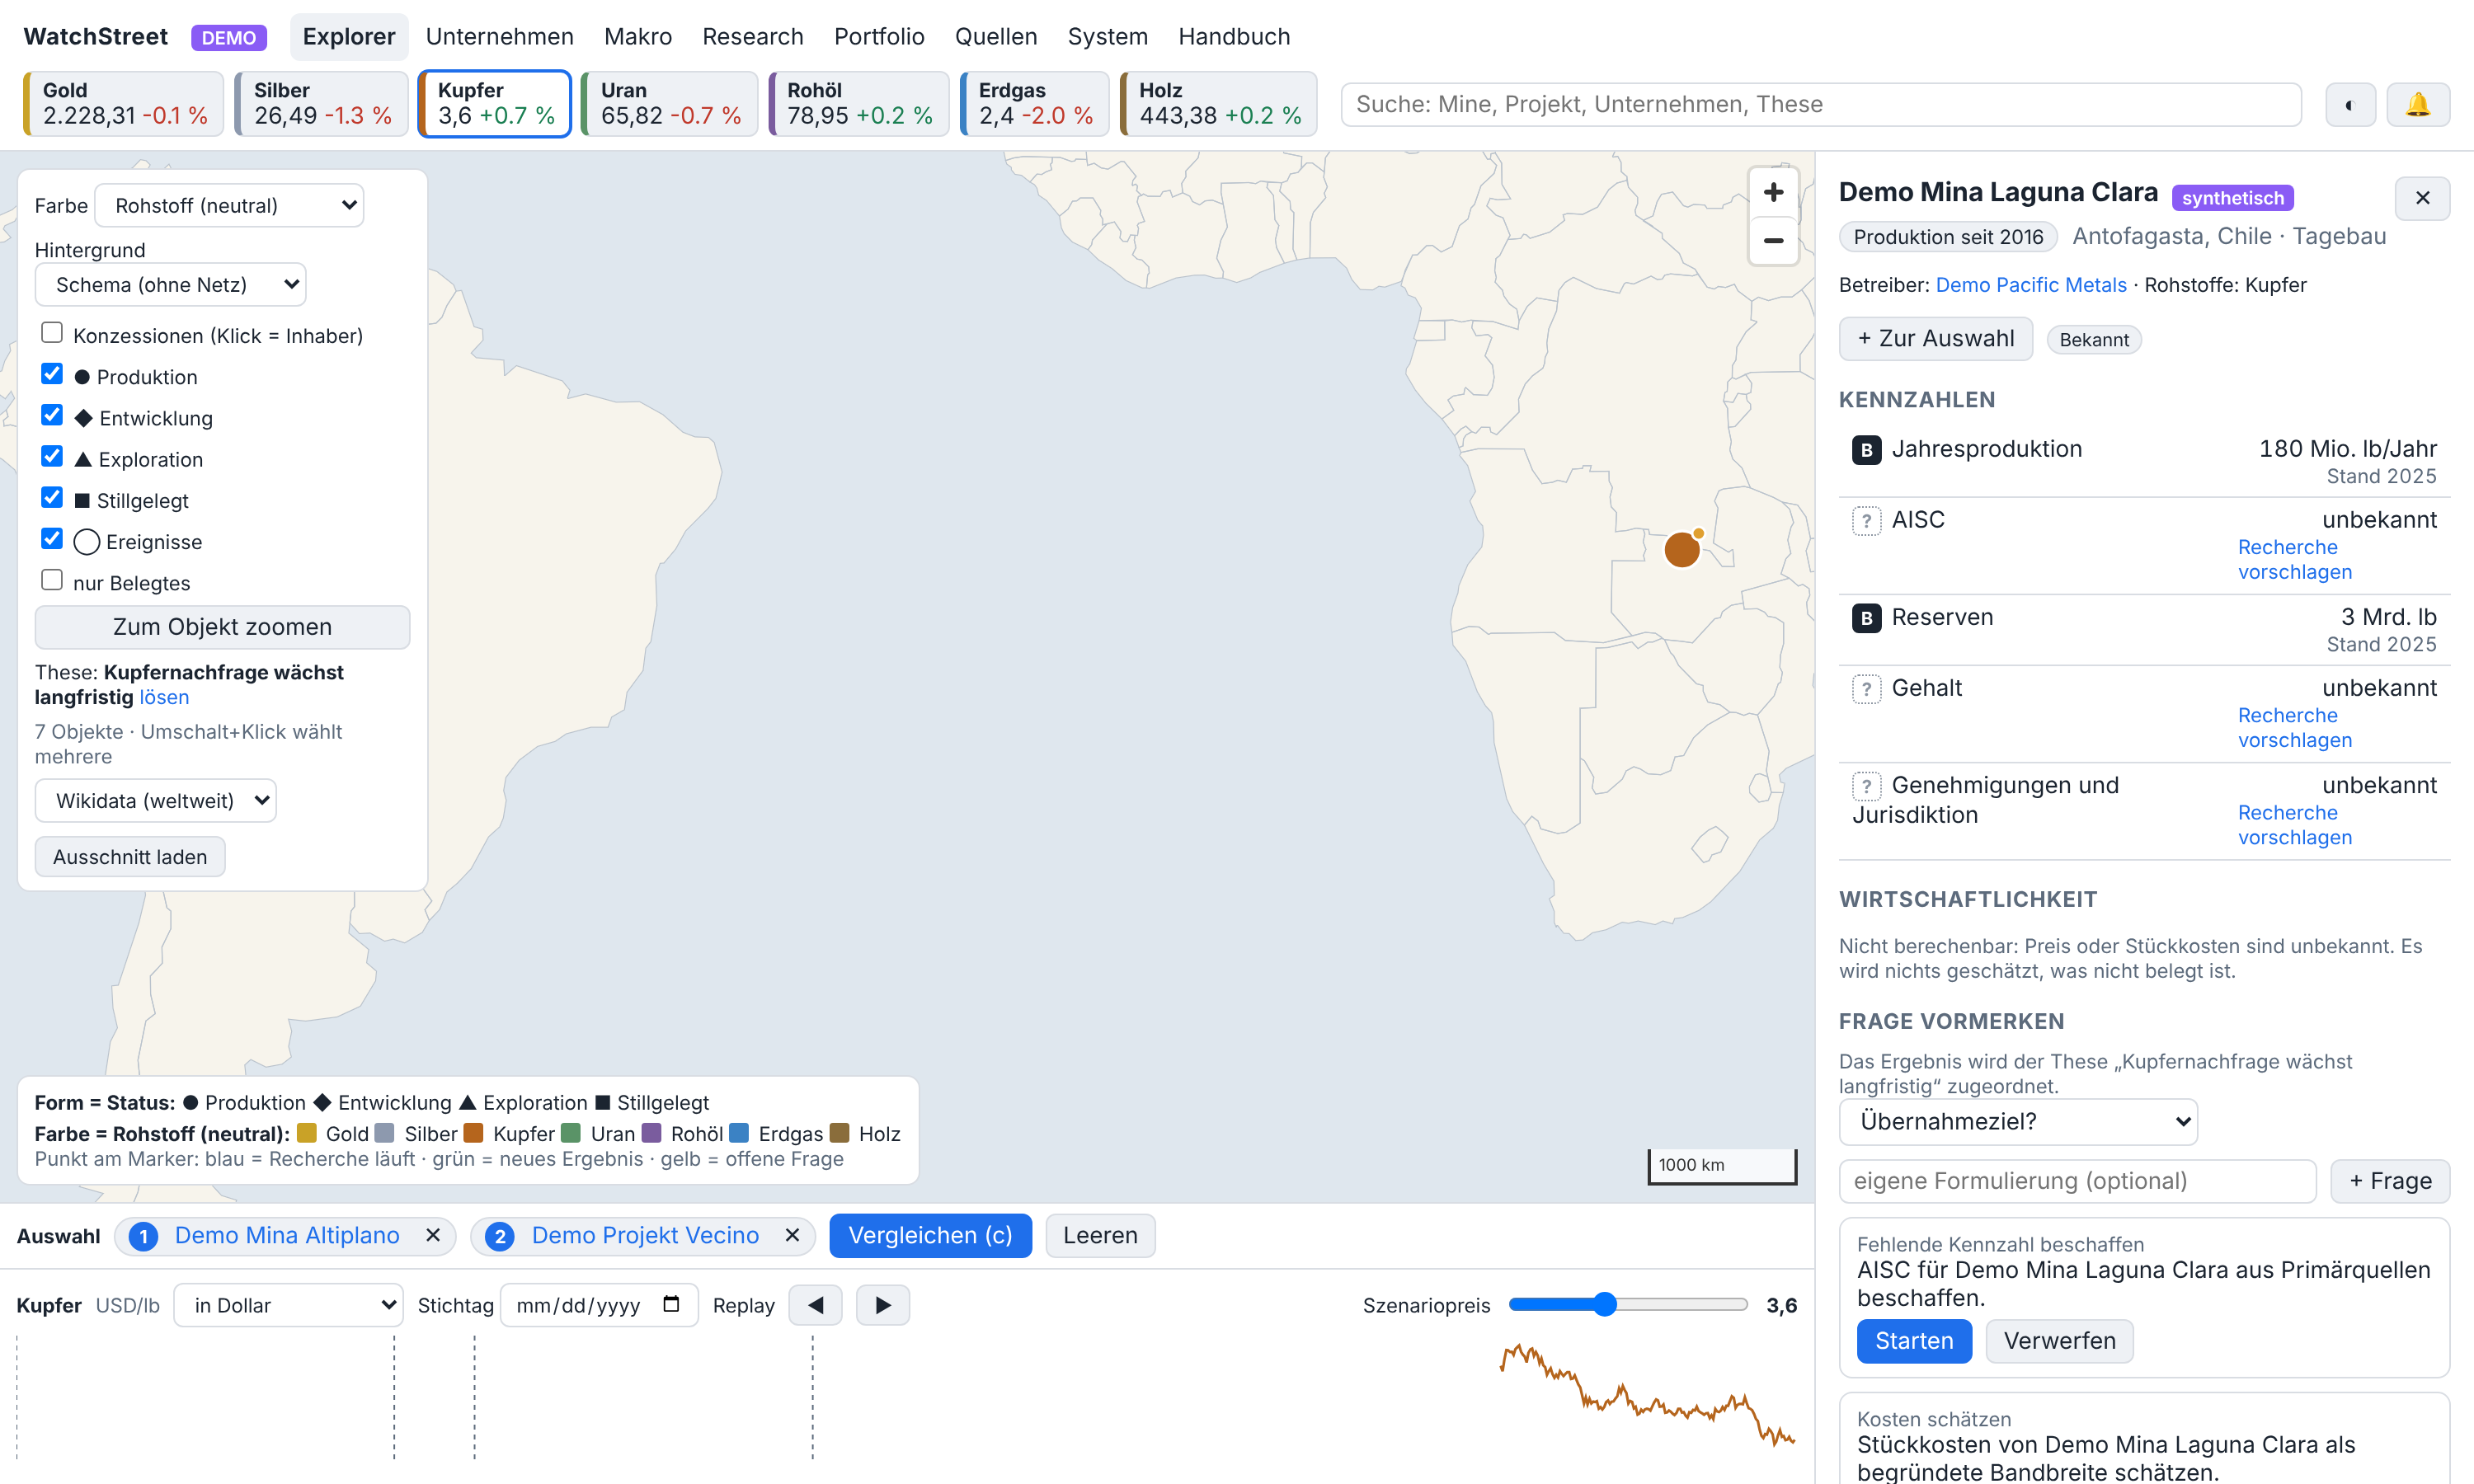 WatchStreet DEMO Explorer Unternehmen Makro Research Portfolio Quellen System Handbuch
Gold
2.228,31 -0.1 %
Silber
26,49 -1.3 %
Kupfer
3,6 +0.7 %
Uran
65,82 -0.7 %
Rohöl
78,95 +0.2 %
Erdgas
2,4 -2.0 %
Holz
443,38 +0.2 %
Suche: Mine, Projekt, Unternehmen, These
Farbe Rohstoff (neutral)
Hintergrund
Schema (ohne Netz)
Konzessionen (Klick = Inhaber)
● Produktion
◆ Entwicklung
▲ Exploration
■ Stillgelegt
◯ Ereignisse
nur Belegtes
Zum Objekt zoomen
These: Kupfernachfrage wächst
langfristig lösen
7 Objekte · Umschalt+Klick wählt
mehrere
Wikidata (weltweit)
Ausschnitt laden
+
−
Form = Status: ● Produktion ◆ Entwicklung ▲ Exploration ■ Stillgelegt
Farbe = Rohstoff (neutral): Gold Silber Kupfer Uran Rohöl Erdgas Holz
Punkt am Marker: blau = Recherche läuft · grün = neues Ergebnis · gelb = offene Frage
1000 km
Auswahl 1 Demo Mina Altiplano ✕ 2 Demo Projekt Vecino ✕ Vergleichen (c) Leeren
Kupfer USD/lb in Dollar Stichtag mm/dd/yyyy Replay ◀ ▶ Szenariopreis 3,6
Demo Mina Laguna Clara synthetisch ✕
Produktion seit 2016 Antofagasta, Chile · Tagebau
Betreiber: Demo Pacific Metals · Rohstoffe: Kupfer
+ Zur Auswahl Bekannt
KENNZAHLEN
B Jahresproduktion 180 Mio. lb/Jahr
Stand 2025
? AISC unbekannt
Recherche
vorschlagen
B Reserven 3 Mrd. lb
Stand 2025
? Gehalt unbekannt
Recherche
vorschlagen
? Genehmigungen und unbekannt
Jurisdiktion Recherche
vorschlagen
WIRTSCHAFTLICHKEIT
Nicht berechenbar: Preis oder Stückkosten sind unbekannt. Es
wird nichts geschätzt, was nicht belegt ist.
FRAGE VORMERKEN
Das Ergebnis wird der These „Kupfernachfrage wächst
langfristig“ zugeordnet.
Übernahmeziel?
eigene Formulierung (optional) + Frage
Fehlende Kennzahl beschaffen
AISC für Demo Mina Laguna Clara aus Primärquellen
beschaffen.
Starten Verwerfen
Kosten schätzen
Stückkosten von Demo Mina Laguna Clara als
begründete Bandbreite schätzen.